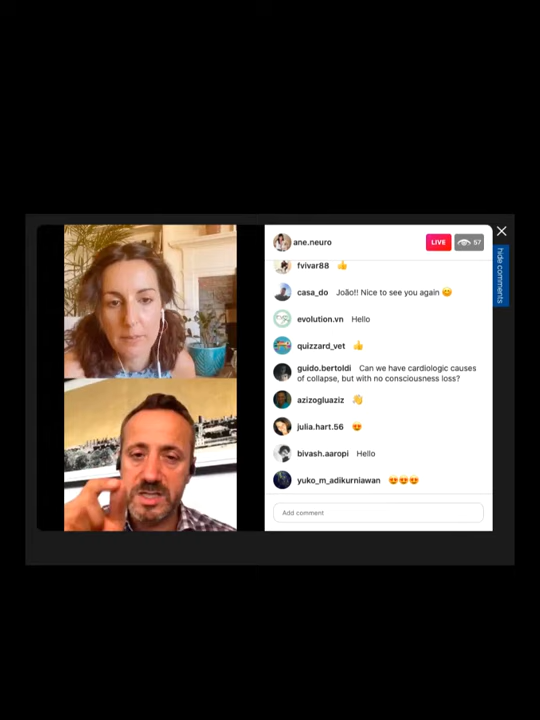 ane.neuro
LIVE
57
hide comments
fvivar88 👍
casa_do João!! Nice to see you again 😊
evolution.vn Hello
quizzard_vet 👍
guido.bertoldi Can we have cardiologic causes
of collapse, but with no consciousness loss?
azizogluaziz 👋
julia.hart.56 😍
bivash.aaropi Hello
yuko_m_adikurniawan 😍😍😍
Add comment